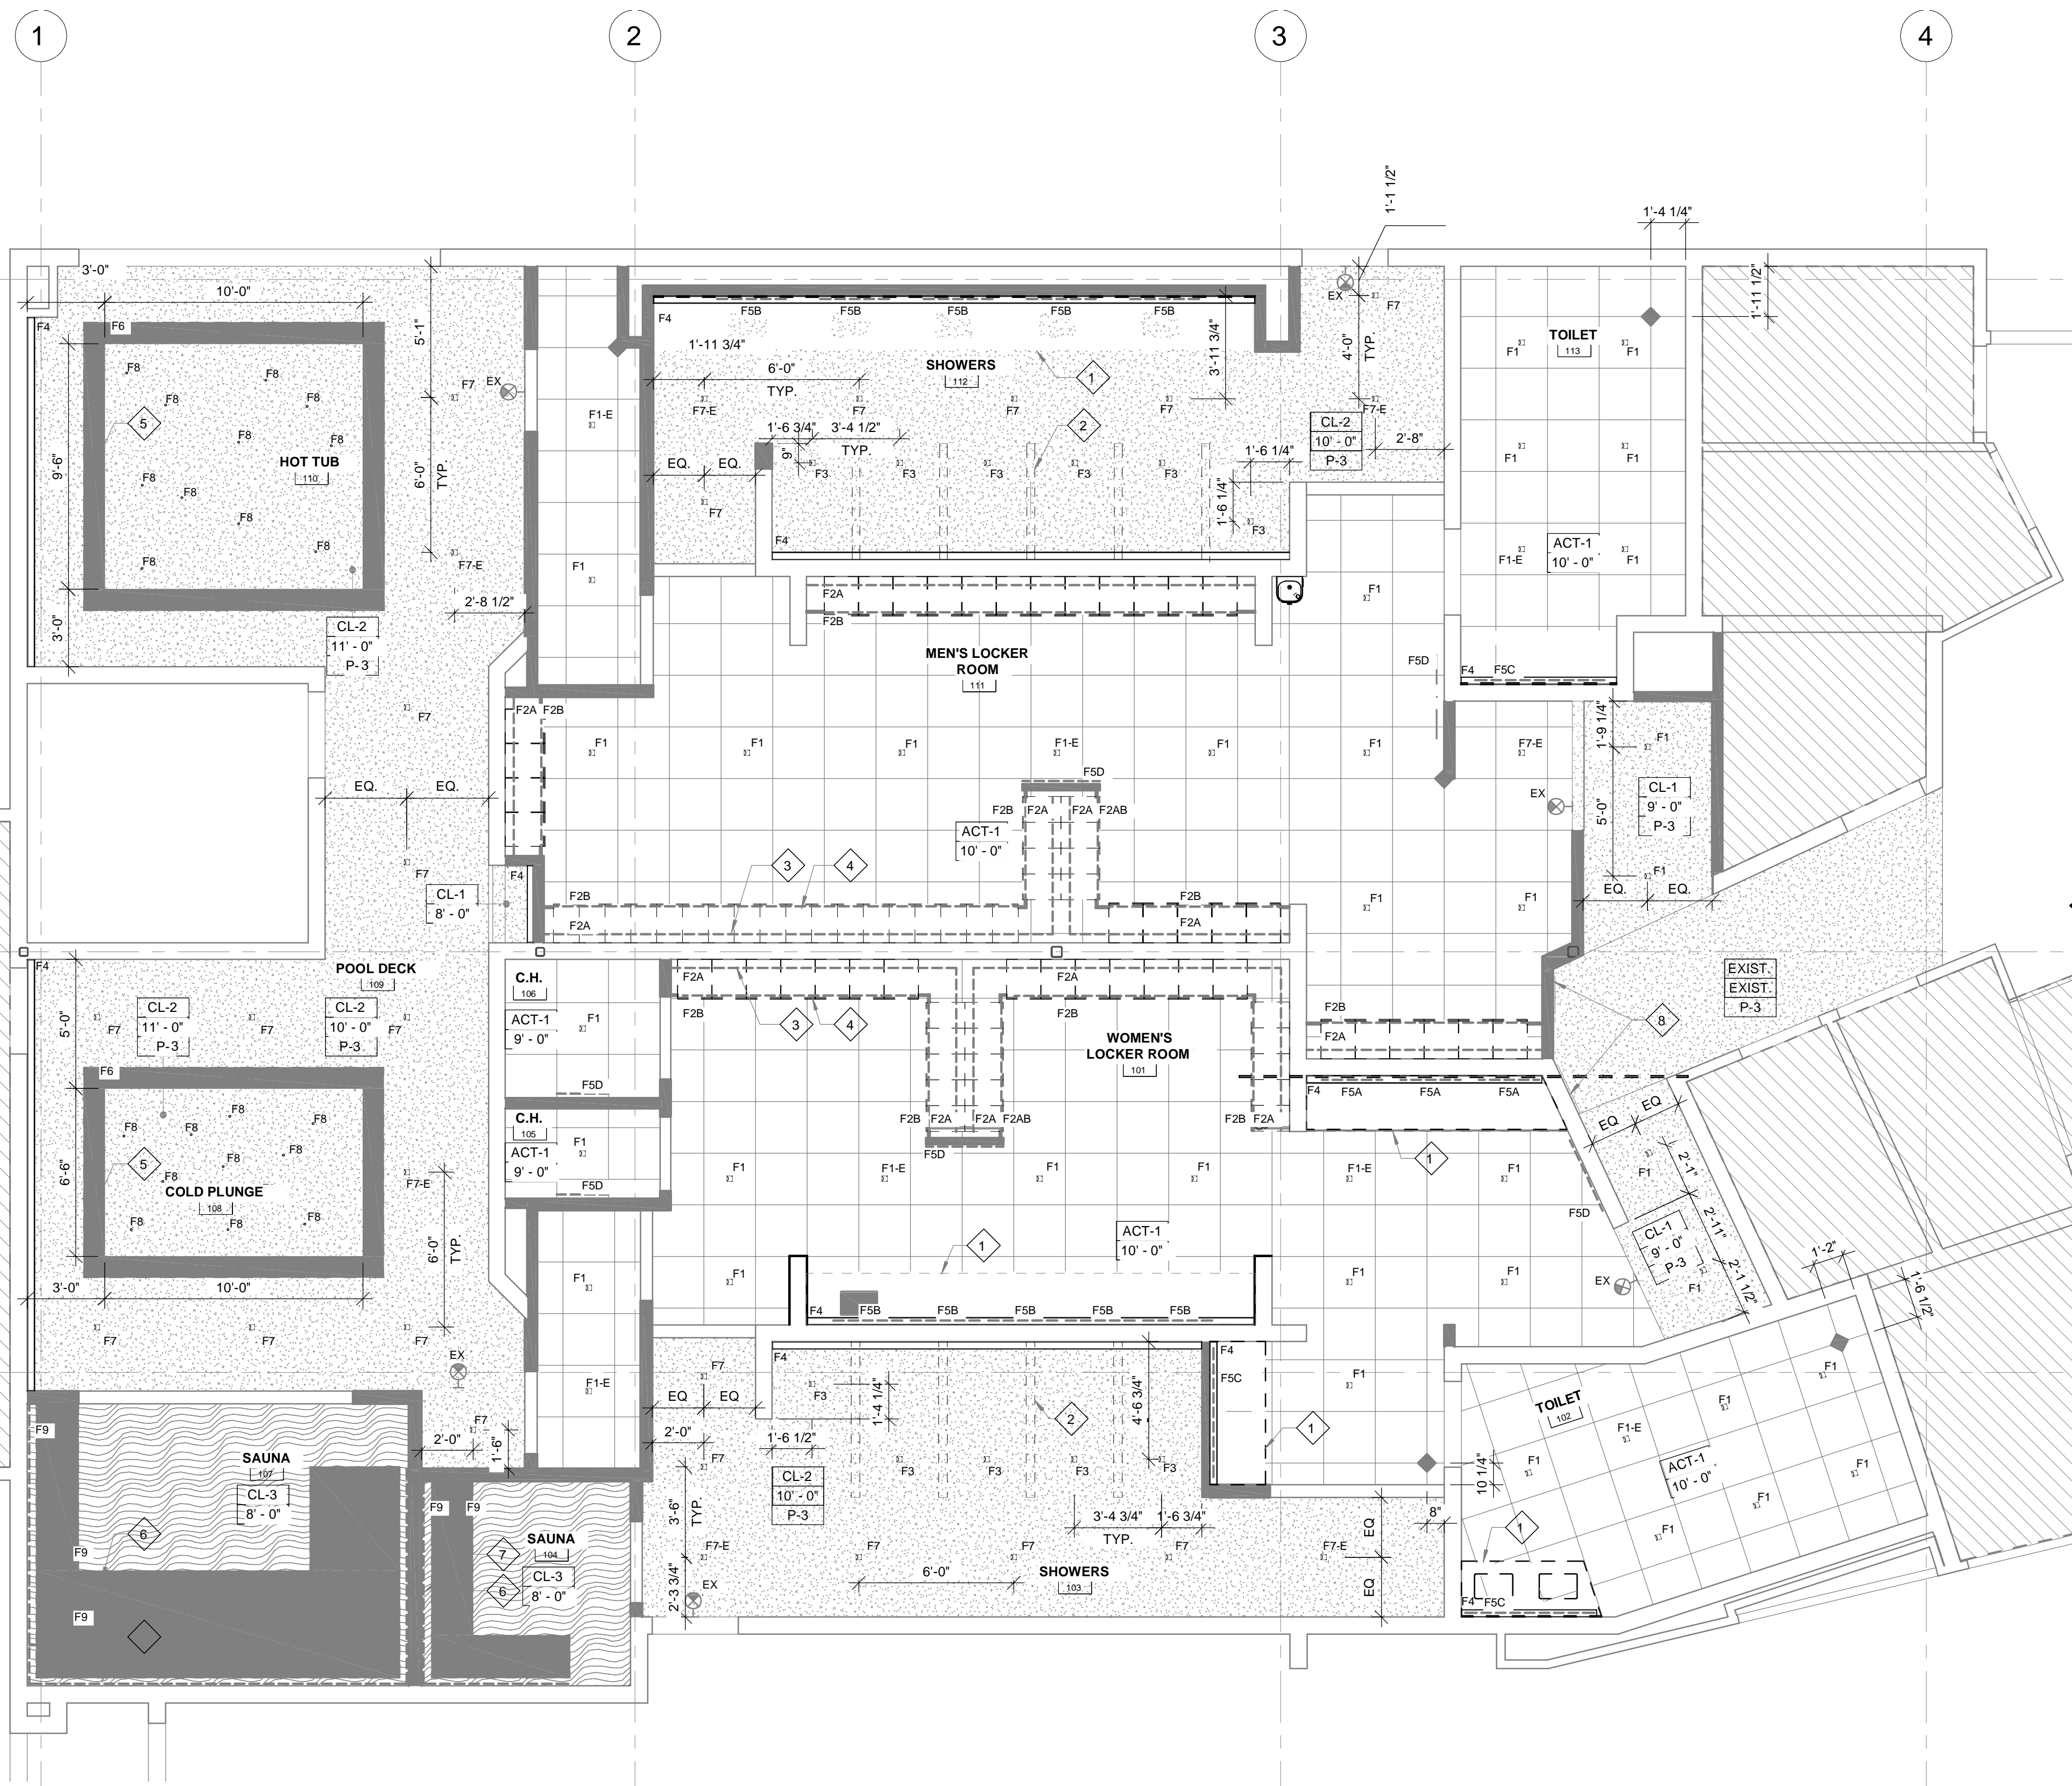 1
2
3
4
1'-1 1/2"
1'-4 1/4"
3'-0"
10'-0"
F4
F6
5'-1"
F8
F8
F8
F8
F8
F8
5
HOT TUB
110
9'-6"
F8
F8
F8
F8
F8
3'-0"
F7
EX
6'-0"
TYP.
F7-E
2'-8 1/2"
CL-2
11' - 0"
P-3
F1-E
F1
F4
F5B
F5B
F5B
F5B
F5B
1'-11 3/4"
6'-0"
TYP.
SHOWERS
112
1
3'-11 3/4"
F7-E
F7
F7
F7
2
1'-6 3/4"
3'-4 1/2"
TYP.
9"
F3
F3
F3
F3
F3
EQ.
EQ.
F7
1'-6 1/4"
1'-6 1/4"
F3
F4
EX
F7
4'-0"
TYP.
F7-E
CL-2
10' - 0"
P-3
2'-8"
TOILET
113
1'-11 1/2"
F1
F1
F1
F1
F1-E
F1
ACT-1
10' - 0"
F4
F5C
F5D
F2A
F2B
F1
MEN'S LOCKER
ROOM
111
F2A
F2B
F1
F1
F1
F1-E
F1
F1
F7-E
F7
EQ.
EQ.
F7
F5D
F2B
F2A
F2A
F2AB
ACT-1
10' - 0"
EX
1'-9 1/4"
F1
CL-1
9' - 0"
P-3
5'-0"
F1
EQ.
EQ.
3
4
F4
CL-1
8' - 0"
F2B
F2A
F2B
F2A
F1
F1
F4
POOL DECK
109
CL-2
11' - 0"
P-3
CL-2
10' - 0"
P-3
5'-0"
F7
F7
F7
C.H.
106
ACT-1
9' - 0"
F1
F5D
C.H.
105
ACT-1
9' - 0"
F1
F5D
F2A
F2B
3
4
F2A
F2B
WOMEN'S
LOCKER ROOM
101
F2B
F2A
EXIST.
EXIST.
P-3
8
F6
F8
F8
F8
F8
F8
F8
F8
5
6'-6"
COLD PLUNGE
108
F8
F8
F8
F8
F7-E
6'-0"
TYP.
3'-0"
10'-0"
F7
F7
F7
EX
F2B
F2A
F2A
F2AB
F5D
F2B
F2A
F4
F5A
F5A
F5A
1
F1
F1-E
F1
F1
F1-E
F1
F5D
EQ
EQ
F1
2'-1"
2'-11"
2'-1 1/2"
CL-1
9' - 0"
P-3
F1
EX
1'-2"
1'-6 1/2"
F1
F1-E
F1
1
ACT-1
10' - 0"
F1
F1
F4
F5B
F5B
F5B
F5B
F5B
F4
F7
EQ
EQ
F3
1'-4 1/4"
4'-6 3/4"
F4
F5C
F1
1
2
2'-0"
F7
1'-6 1/2"
CL-2
10' - 0"
P-3
F3
F3
F3
F3
3'-6"
TYP.
3'-4 3/4"
TYP.
1'-6 3/4"
F7-E
F7
F7
F7
F7-E
2'-3 3/4"
EX
6'-0"
SHOWERS
103
EQ
EQ
8"
10 1/4"
TOILET
102
F1
F1
F1-E
F1
F1
F1
F1
ACT-1
10' - 0"
1
F4
F5C
F7
2'-0"
1'-6"
F9
SAUNA
107
CL-3
8' - 0"
6
F9
F9
F9
F9
7
6
SAUNA
104
CL-3
8' - 0"